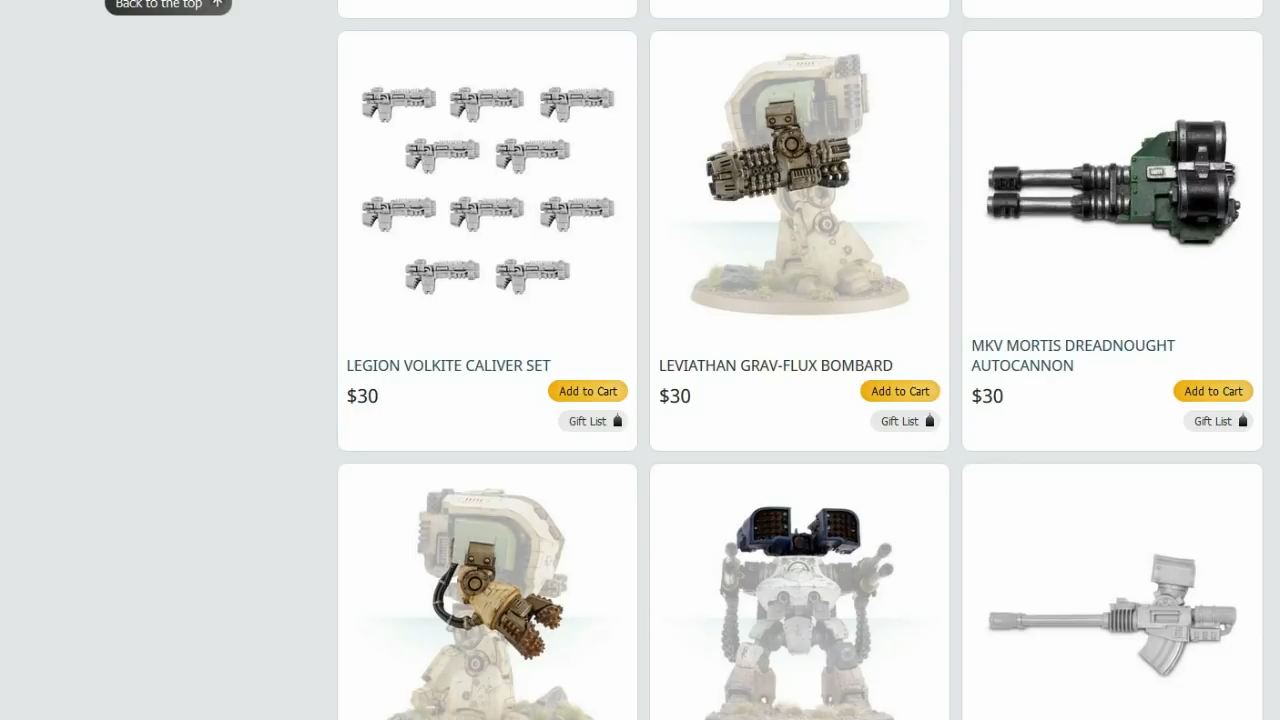 Back to the top
LEGION VOLKITE CALIVER SET
$30
Add to Cart
Gift List
LEVIATHAN GRAV-FLUX BOMBARD
$30
Add to Cart
Gift List
MKV MORTIS DREADNOUGHT
AUTOCANNON
$30
Add to Cart
Gift List